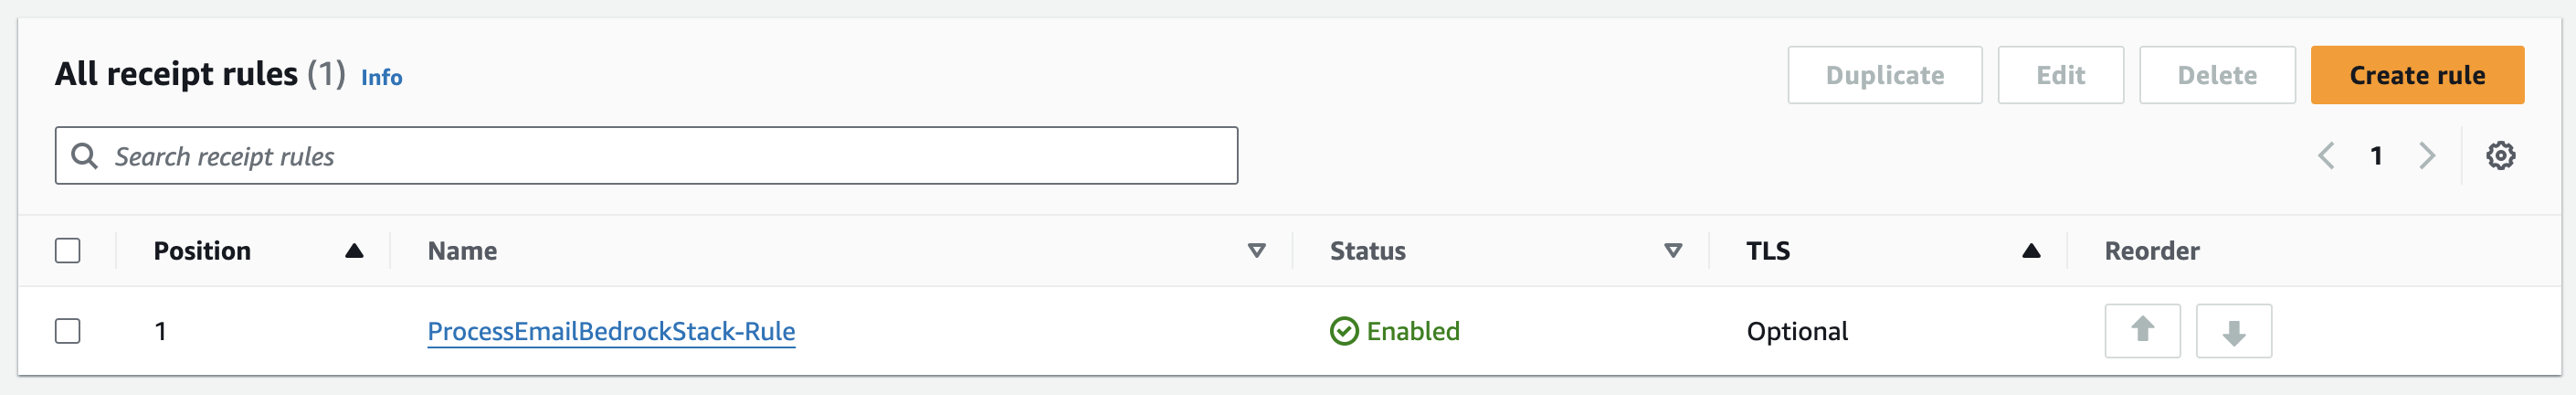 All receipt rules (1) Info
Duplicate Edit Delete Create rule
Search receipt rules
1
Position Name Status TLS Reorder
1 ProcessEmailBedrockStack-Rule Enabled Optional